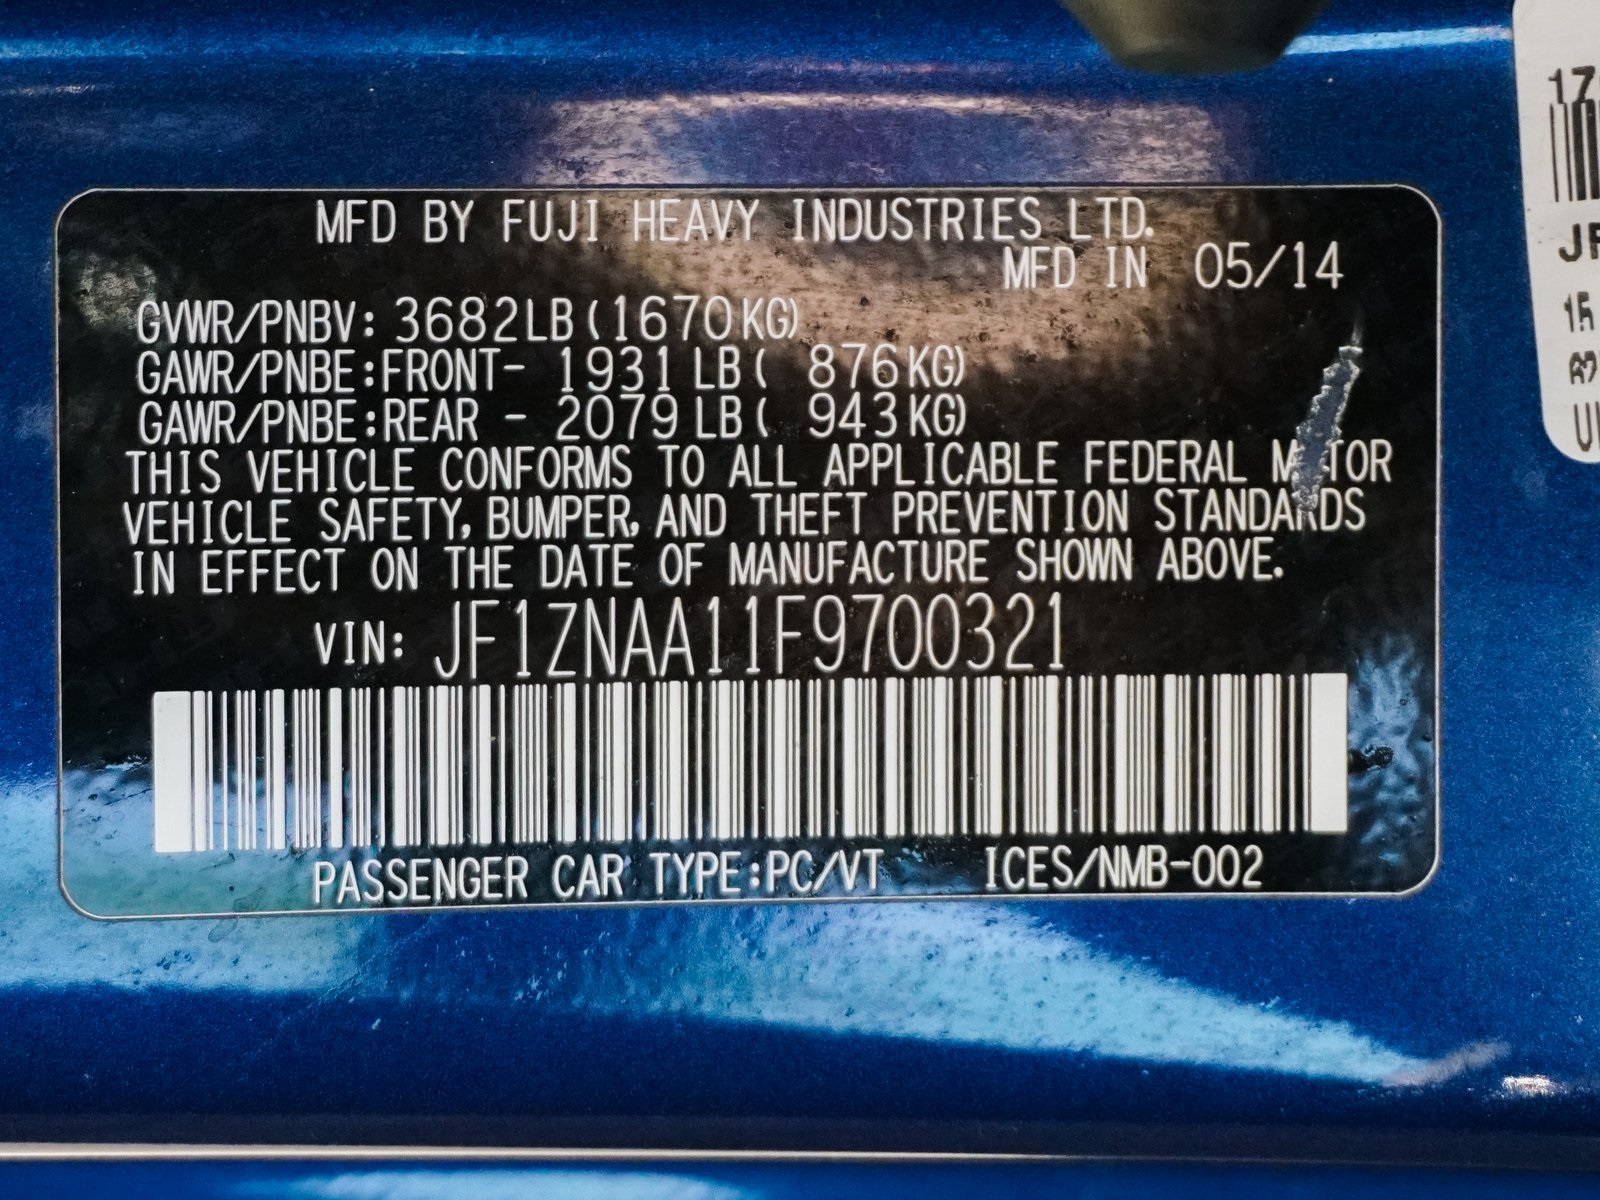 MFD BY FUJI HEAVY INDUSTRIES LTD.
MFD IN 05/14
GVWR/PNBV: 3682LB(1670KG)
GAWR/PNBE:FRONT- 1931 LB( 876KG)
GAWR/PNBE:REAR - 2079 LB( 943KG)
THIS VEHICLE CONFORMS TO ALL APPLICABLE FEDERAL MOTOR
VEHICLE SAFETY, BUMPER, AND THEFT PREVENTION STANDARDS
IN EFFECT ON THE DATE OF MANUFACTURE SHOWN ABOVE.
VIN: JF1ZNAA11F9700321
PASSENGER CAR TYPE:PC/VT ICES/NMB-002